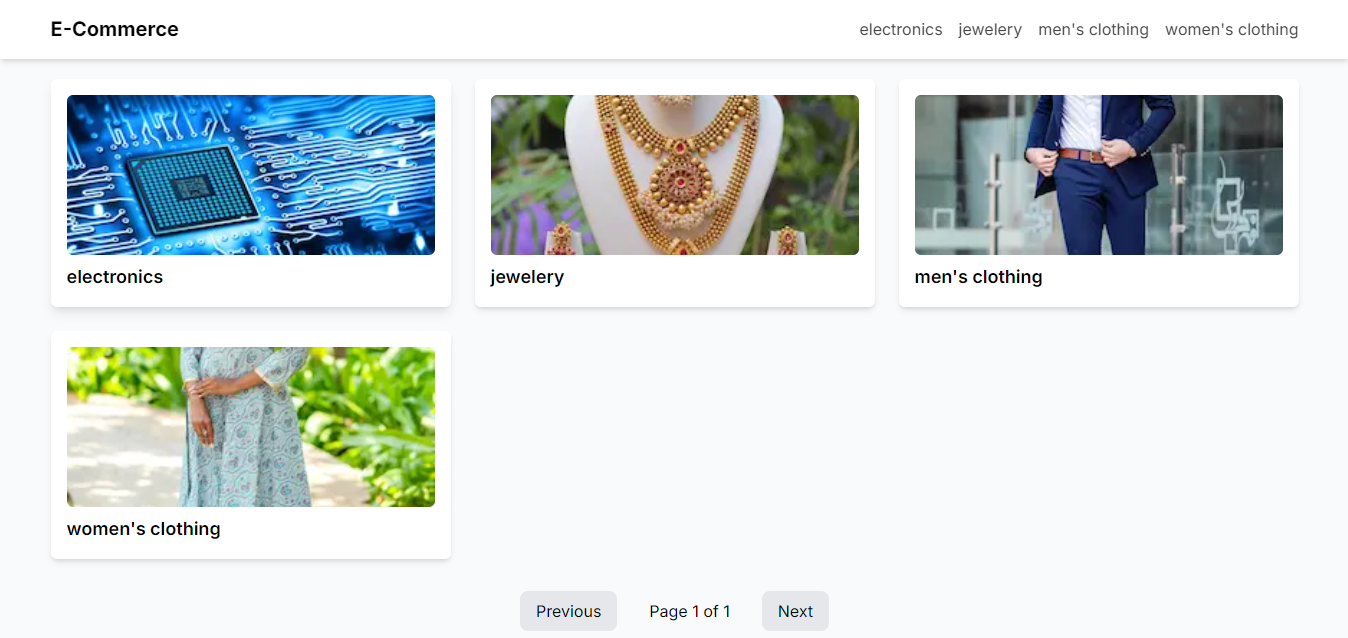 E-Commerce
electronics jewelery men's clothing women's clothing
electronics
jewelery
men's clothing
women's clothing
Previous Page 1 of 1 Next